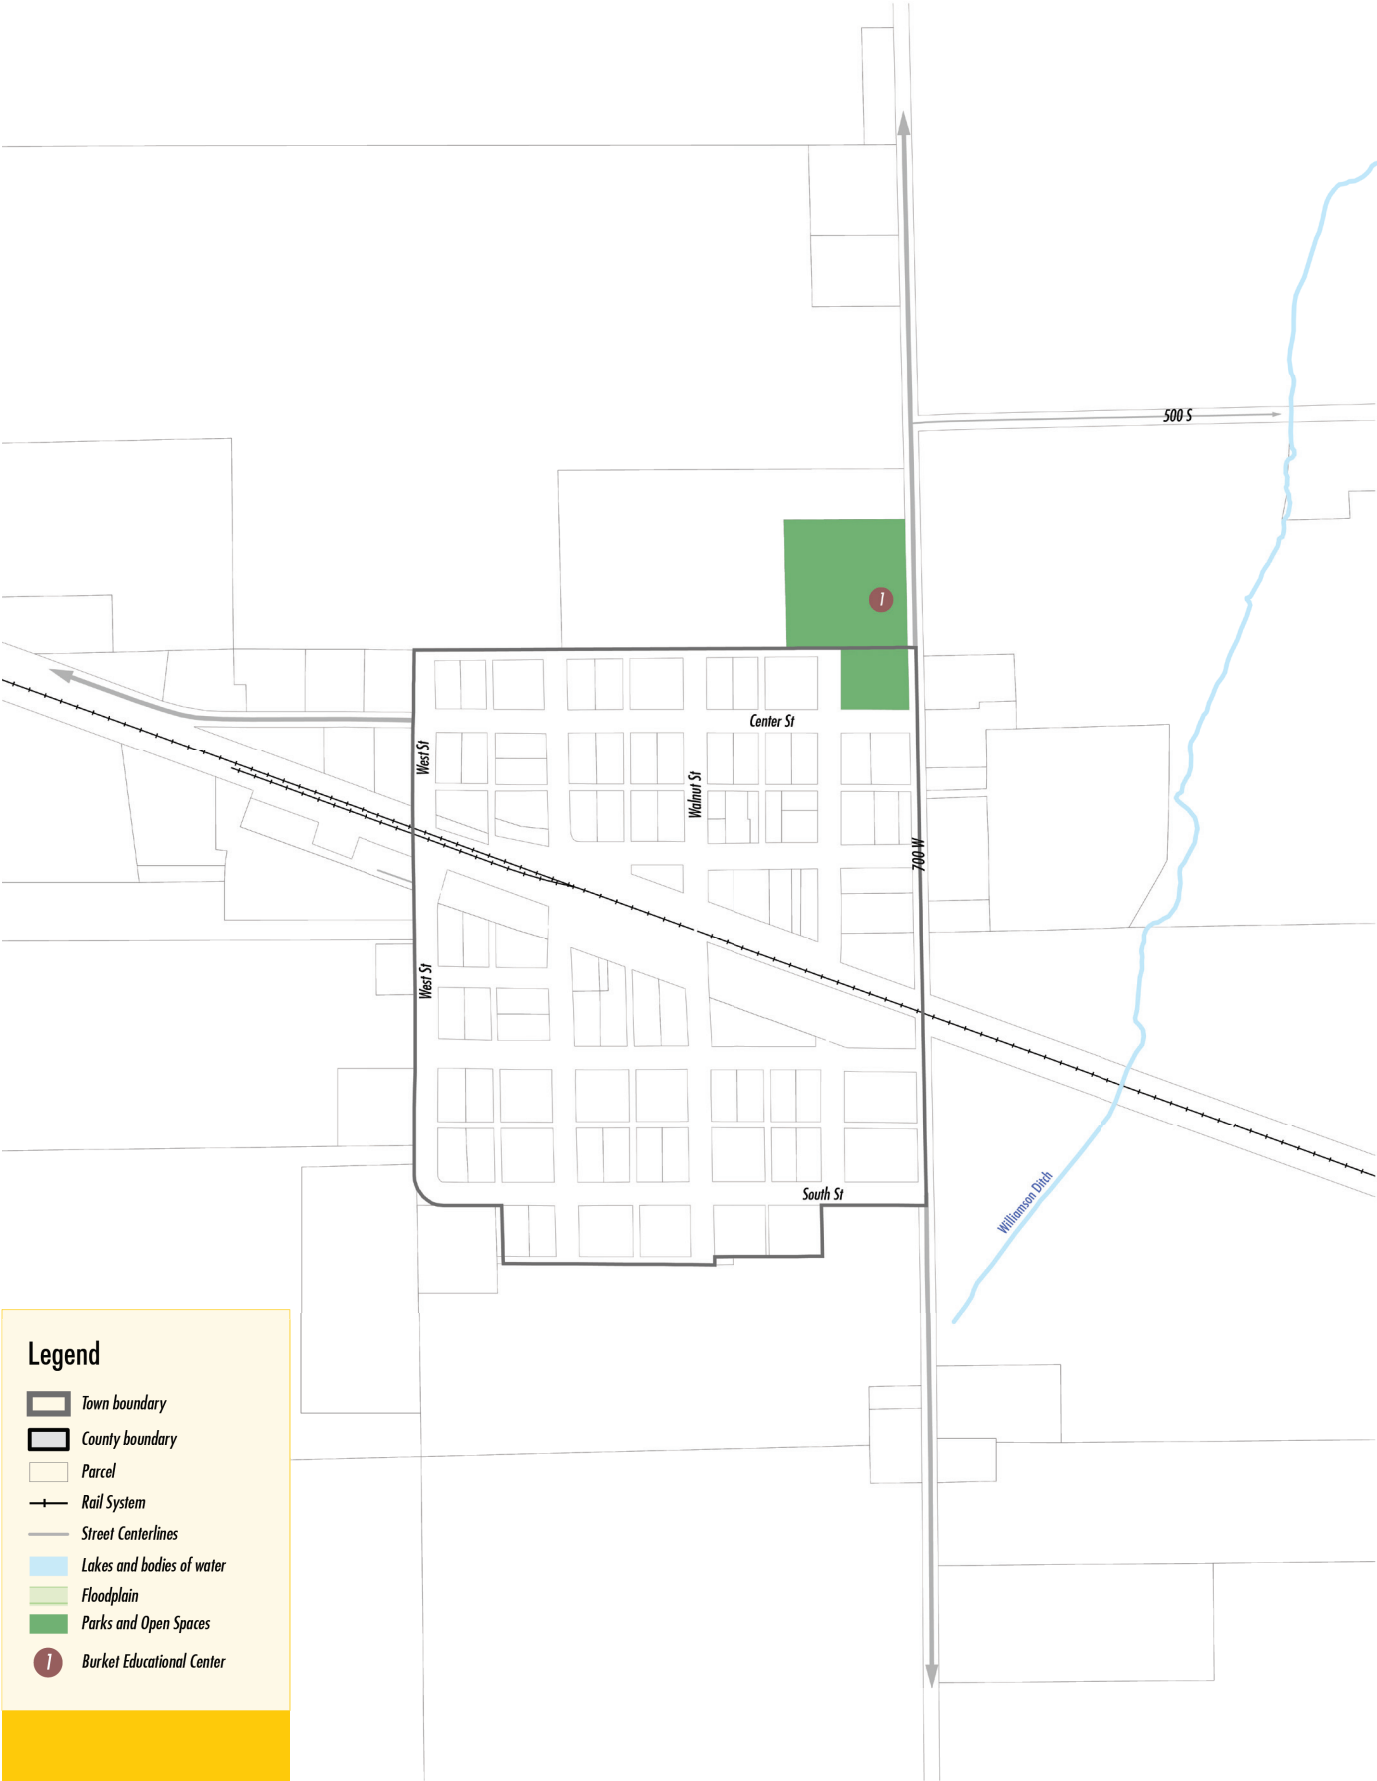 500 S
1
Center St
West St
Walnut St
700 W
West St
South St
Williamson Ditch
Legend
Town boundary
County boundary
Parcel
Rail System
Street Centerlines
Lakes and bodies of water
Floodplain
Parks and Open Spaces
1 Burket Educational Center